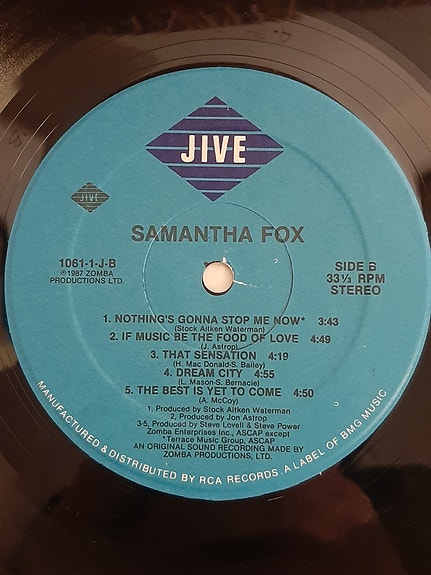 JIVE
JIVE
SAMANTHA FOX
1061-1-J-B
℗1987 ZOMBA
PRODUCTIONS LTD.
SIDE B
33⅓ RPM
STEREO
1. NOTHING'S GONNA STOP ME NOW* 3:43
(Stock Aitken Waterman)
2. IF MUSIC BE THE FOOD OF LOVE 4:49
(J. Astrop)
3. THAT SENSATION 4:19
(H. Mac Donald-S. Bailey)
4. DREAM CITY 4:55
(L. Mason-S. Bernacie)
5. THE BEST IS YET TO COME 4:50
(A. McCoy)
1. Produced by Stock Aitken Waterman
2. Produced by Jon Astrop
3-5. Produced by Steve Lovell & Steve Power
Zomba Enterprises Inc., ASCAP except
*Terrace Music Group, ASCAP
AN ORIGINAL SOUND RECORDING MADE BY
ZOMBA PRODUCTIONS, LTD.
MANUFACTURED & DISTRIBUTED BY RCA RECORDS, A LABEL OF BMG MUSIC